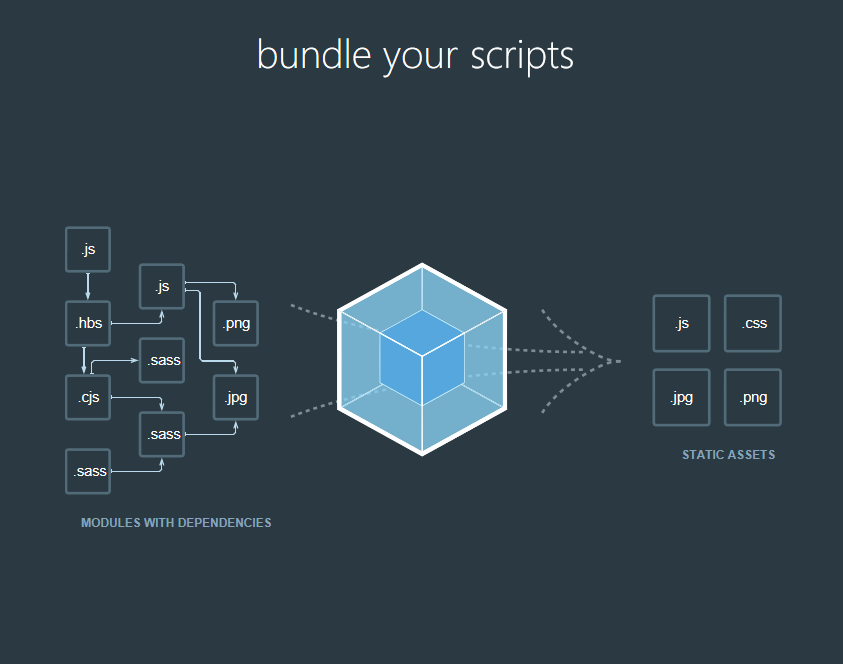 bundle your scripts
.js
.js
.hbs
.png
.sass
.cjs
.jpg
.sass
.sass
MODULES WITH DEPENDENCIES
.js
.css
.jpg
.png
STATIC ASSETS